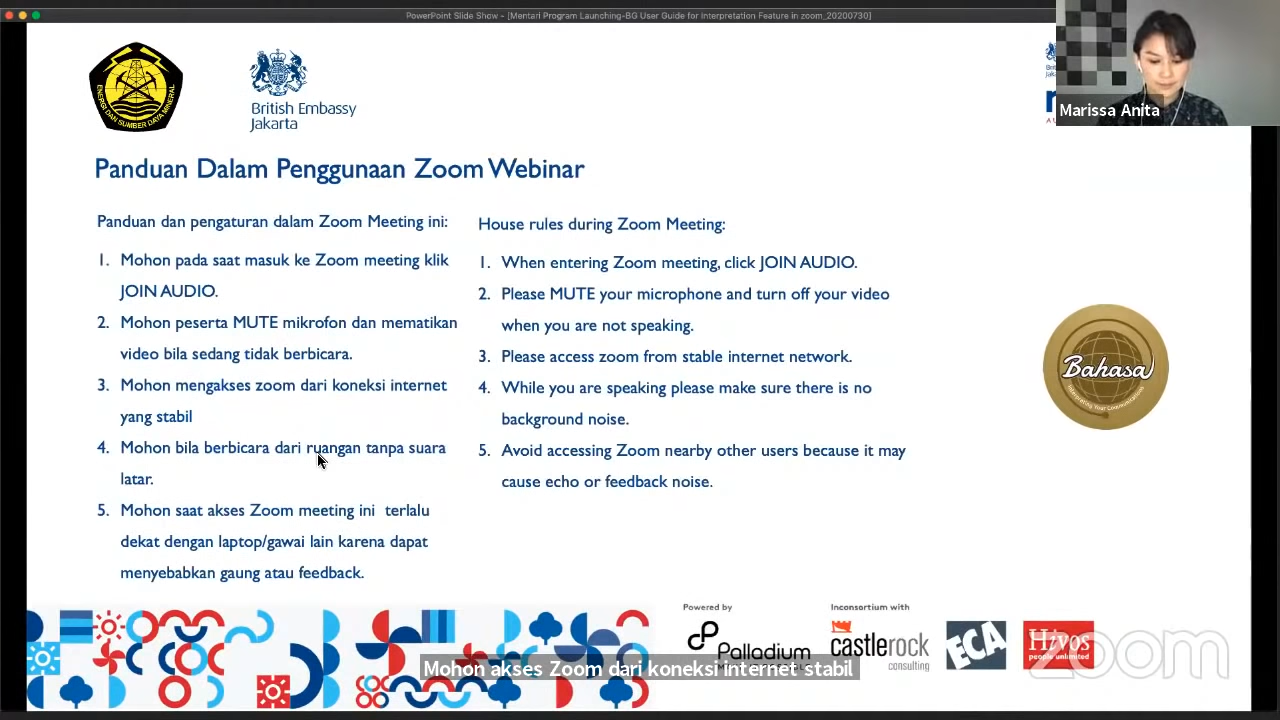 PowerPoint Slide Show - [Mentari Program Launching-BG User Guide for Interpretation Feature in zoom_20200730]
ENERGI DAN SUMBER DAYA MINERAL
British Embassy
Jakarta
Marissa Anita
Panduan Dalam Penggunaan Zoom Webinar
Panduan dan pengaturan dalam Zoom Meeting ini:
1. Mohon pada saat masuk ke Zoom meeting klik
JOIN AUDIO.
2. Mohon peserta MUTE mikrofon dan mematikan
video bila sedang tidak berbicara.
3. Mohon mengakses zoom dari koneksi internet
yang stabil
4. Mohon bila berbicara dari ruangan tanpa suara
latar.
5. Mohon saat akses Zoom meeting ini terlalu
dekat dengan laptop/gawai lain karena dapat
menyebabkan gaung atau feedback.
House rules during Zoom Meeting:
1. When entering Zoom meeting, click JOIN AUDIO.
2. Please MUTE your microphone and turn off your video
when you are not speaking.
3. Please access zoom from stable internet network.
4. While you are speaking please make sure there is no
background noise.
5. Avoid accessing Zoom nearby other users because it may
cause echo or feedback noise.
Bahasa
Interpreting Your Communications
Powered by
Palladium
Inconsortium with
castlerock
consulting
ECA
Hivos
people unlimited
zoom
Mohon akses Zoom dari koneksi internet stabil